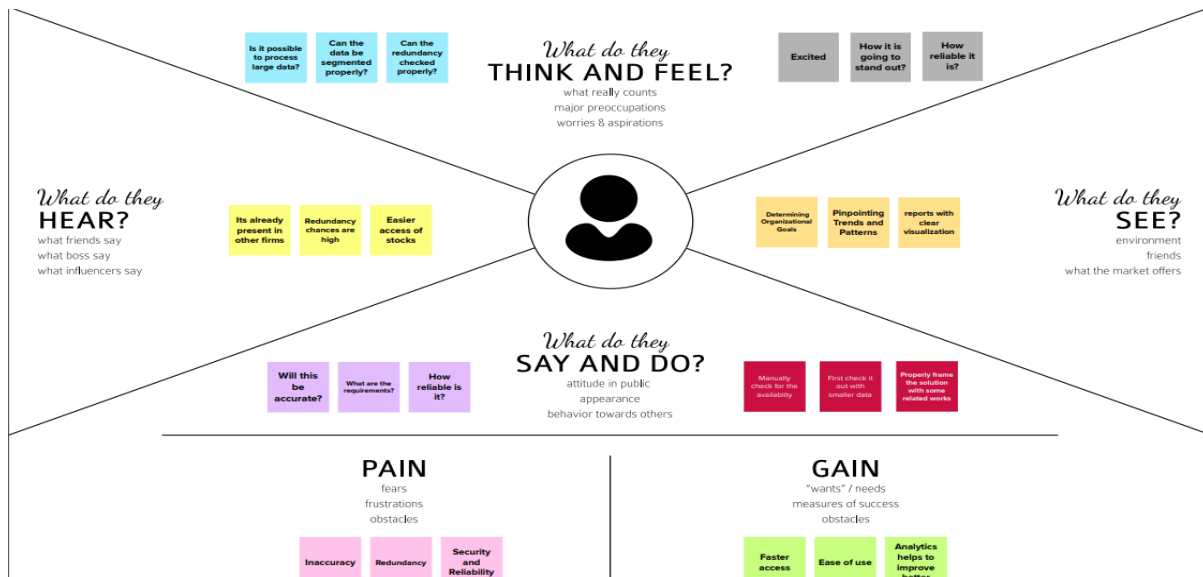 What do they
THINK AND FEEL?
what really counts
major preoccupations
worries & aspirations
Is it possible
to process
large data?
Can the
data be
segmented
properly?
Can the
redundancy
checked
properly?
Excited
How it is
going to
stand out?
How
reliable it
is?
What do they
HEAR?
what friends say
what boss say
what influencers say
Its already
present in
other firms
Redundancy
chances are
high
Easier
access of
stocks
Determining
Organizational
Goals
Pinpointing
Trends and
Patterns
reports with
clear
visualization
What do they
SEE?
environment
friends
what the market offers
What do they
SAY AND DO?
attitude in public
appearance
behavior towards others
Will this
be
accurate?
What are the
requirements?
How
reliable is
it?
Manually
check for the
availabilty
First check it
out with
smaller data
Properly frame
the solution
with some
related works
PAIN
fears
frustrations
obstacles
Inaccuracy
Redundancy
Security
and
Reliability
GAIN
"wants" / needs
measures of success
obstacles
Faster
access
Ease of use
Analytics
helps to
improve